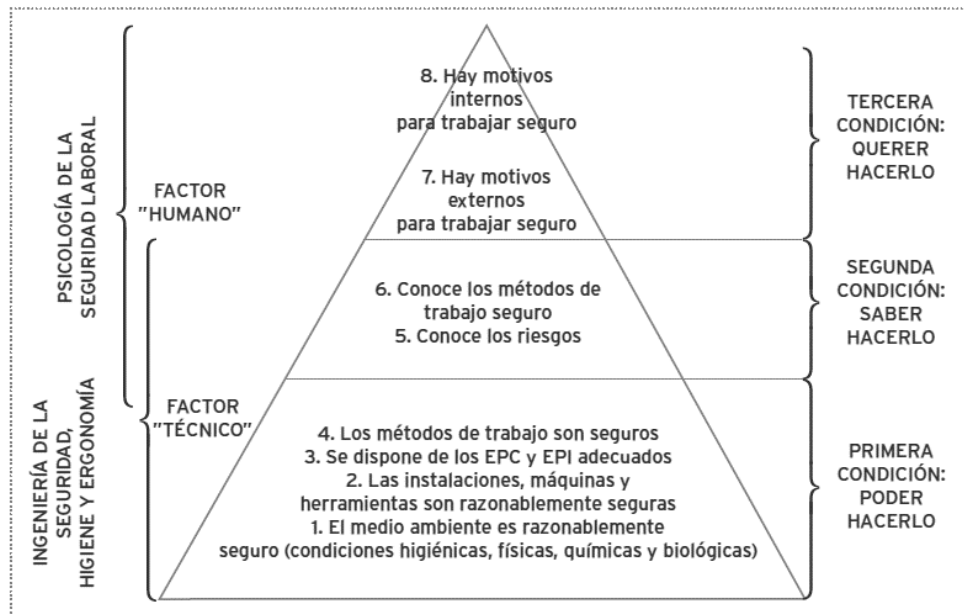 8. Hay motivos
internos
para trabajar seguro
7. Hay motivos
externos
para trabajar seguro
6. Conoce los métodos de
trabajo seguro
5. Conoce los riesgos
4. Los métodos de trabajo son seguros
3. Se dispone de los EPC y EPI adecuados
2. Las instalaciones, máquinas y
herramientas son razonablemente seguras
1. El medio ambiente es razonablemente
seguro (condiciones higiénicas, físicas, químicas y biológicas)
PSICOLOGÍA DE LA
SEGURIDAD LABORAL
INGENIERÍA DE LA
SEGURIDAD,
HIGIENE Y ERGONOMÍA
FACTOR
"HUMANO"
FACTOR
"TÉCNICO"
TERCERA
CONDICIÓN:
QUERER
HACERLO
SEGUNDA
CONDICIÓN:
SABER
HACERLO
PRIMERA
CONDICIÓN:
PODER
HACERLO